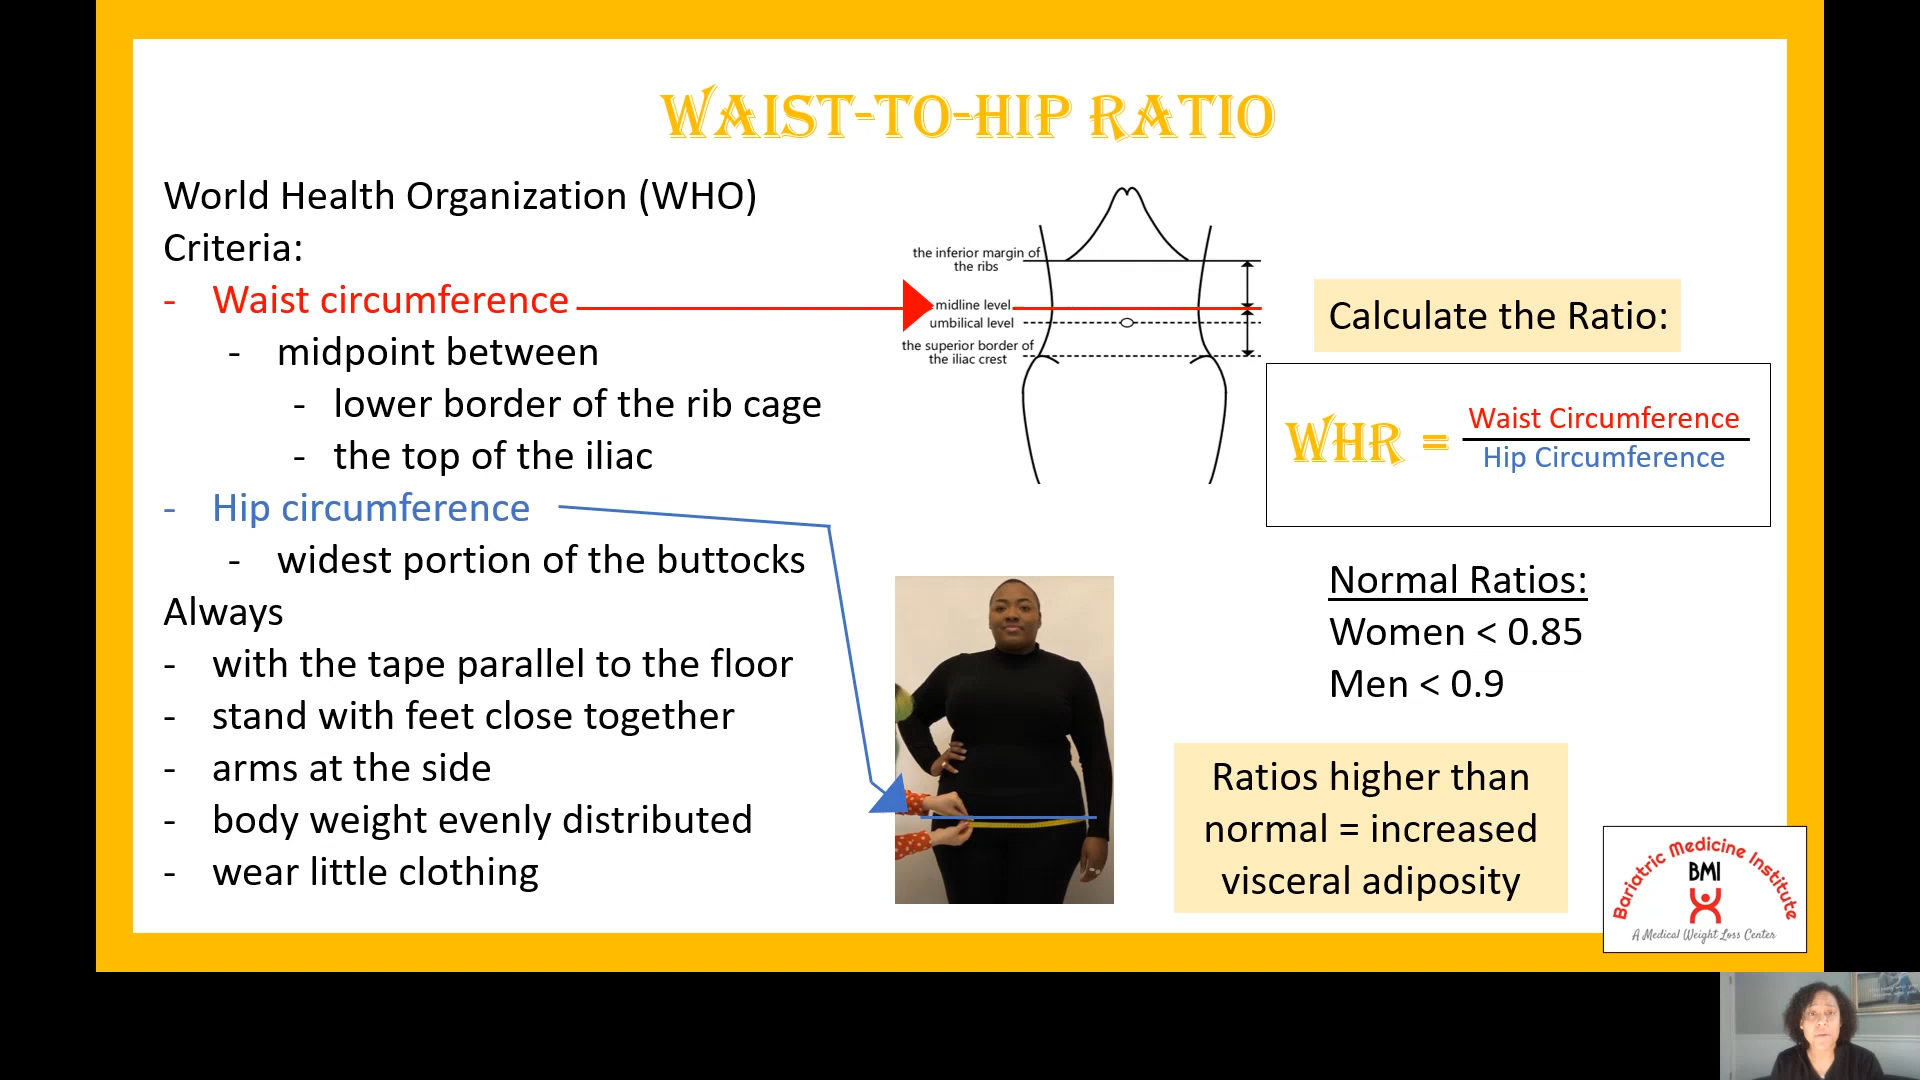 WAIST-TO-HIP RATIO
World Health Organization (WHO)
Criteria:
- Waist circumference
- midpoint between
- lower border of the rib cage
- the top of the iliac
- Hip circumference
- widest portion of the buttocks
Always
- with the tape parallel to the floor
- stand with feet close together
- arms at the side
- body weight evenly distributed
- wear little clothing
the inferior margin of
the ribs
midline level
umbilical level
the superior border of
the iliac crest
Calculate the Ratio:
WHR = Waist Circumference
Hip Circumference
Normal Ratios:
Women < 0.85
Men < 0.9
Ratios higher than
normal = increased
visceral adiposity
Bariatric Medicine Institute
BMI
A Medical Weight Loss Center